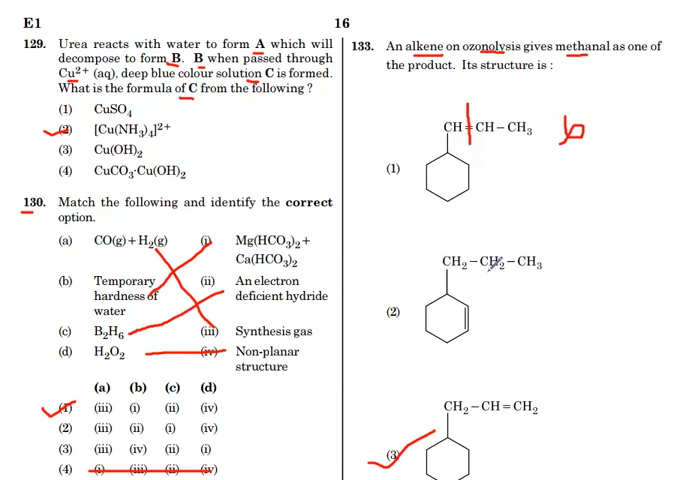 E1
16
129. Urea reacts with water to form A which will
decompose to form B. B when passed through
Cu²⁺ (aq), deep blue colour solution C is formed.
What is the formula of C from the following ?
(1) CuSO₄
(2) [Cu(NH₃)₄]²⁺
(3) Cu(OH)₂
(4) CuCO₃·Cu(OH)₂
130. Match the following and identify the correct
option.
(a) CO(g) + H₂(g) (i) Mg(HCO₃)₂ +
Ca(HCO₃)₂
(b) Temporary (ii) An electron
hardness of deficient hydride
water
(c) B₂H₆ (iii) Synthesis gas
(d) H₂O₂ (iv) Non-planar
structure
(a) (b) (c) (d)
(1) (iii) (i) (ii) (iv)
(2) (iii) (ii) (i) (iv)
(3) (iii) (iv) (ii) (i)
(4) (i) (iii) (ii) (iv)
133. An alkene on ozonolysis gives methanal as one of
the product. Its structure is :
CH = CH – CH₃
(1)
CH₂ – CH₂ – CH₃
(2)
CH₂ – CH = CH₂
(3)